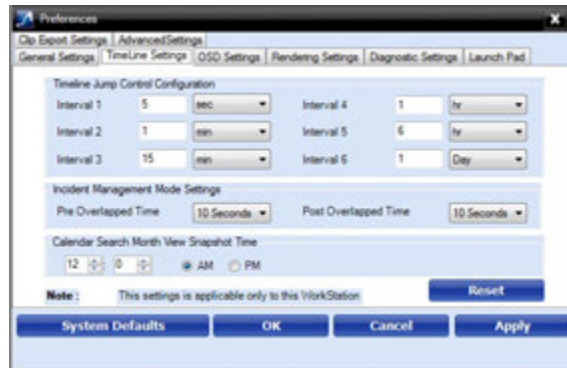 Preferences X
Clip Export Settings AdvancedSettings
General Settings TimeLine Settings OSD Settings Rendering Settings Diagnostic Settings Launch Pad
Timeline Jump Control Configuration
Interval 1 5 sec Interval 4 1 hr
Interval 2 1 min Interval 5 6 hr
Interval 3 15 min Interval 6 1 Day
Incident Management Mode Settings
Pre Overlapped Time 10 Seconds Post Overlapped Time 10 Seconds
Calendar Search Month View Snapshot Time
12 0 AM PM
Note : This settings is applicable only to this WorkStation Reset
System Defaults OK Cancel Apply